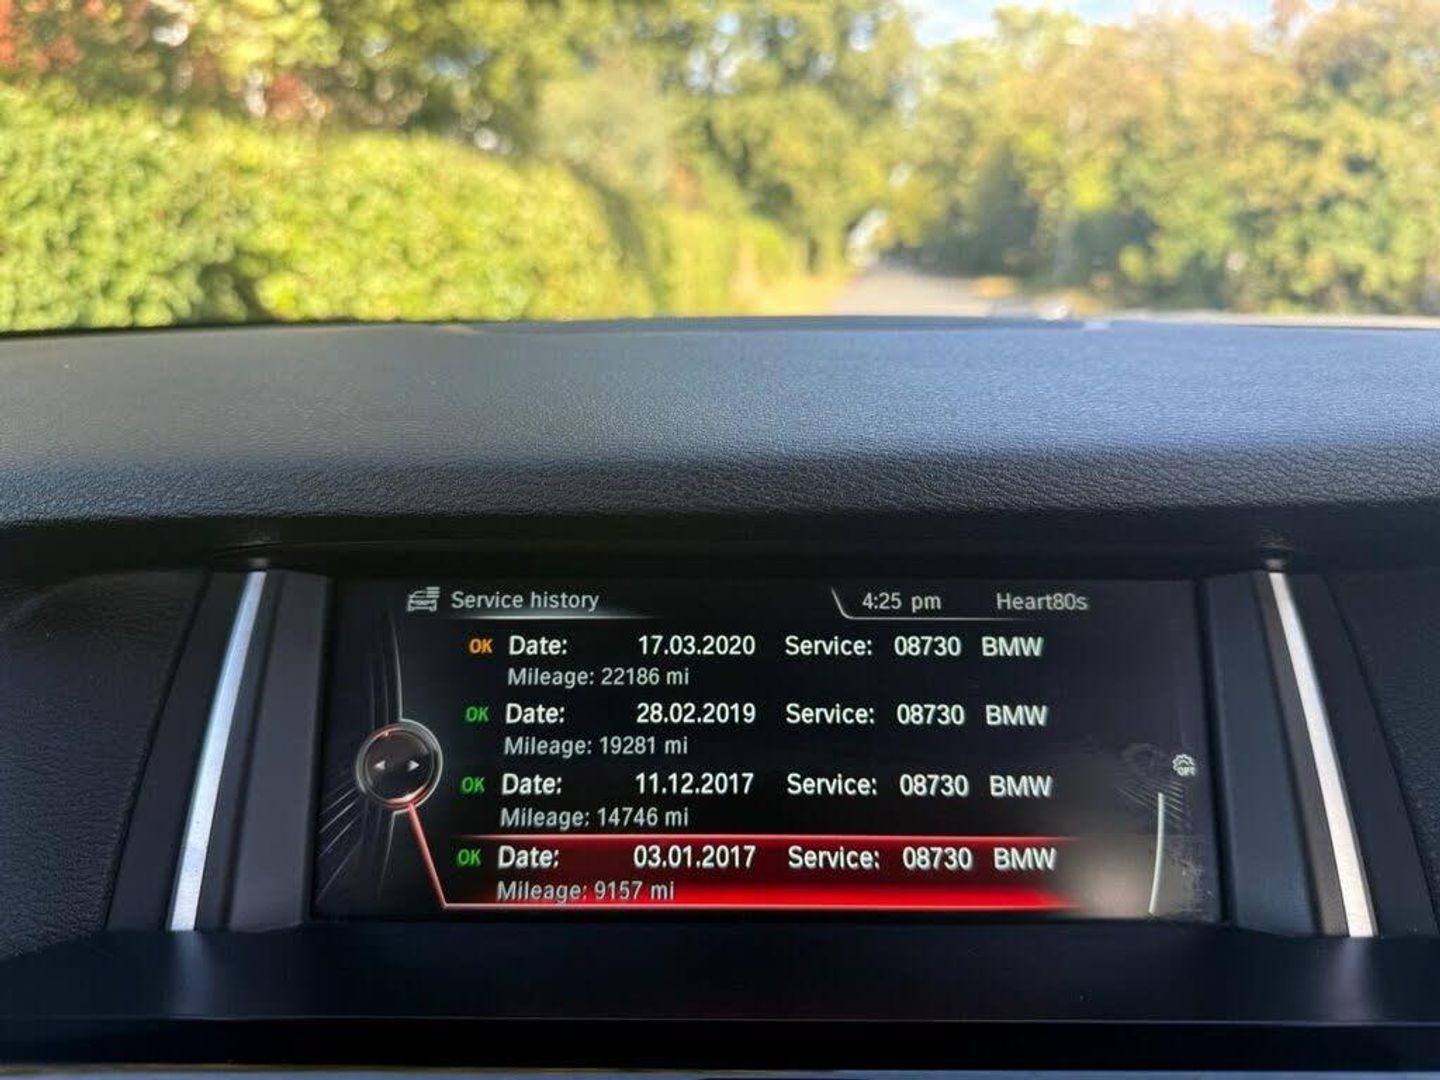 Service history 4:25 pm Heart80s
OK Date: 17.03.2020 Service: 08730 BMW
Mileage: 22186 mi
OK Date: 28.02.2019 Service: 08730 BMW
Mileage: 19281 mi
OK Date: 11.12.2017 Service: 08730 BMW
Mileage: 14746 mi
OFF
OK Date: 03.01.2017 Service: 08730 BMW
Mileage: 9157 mi